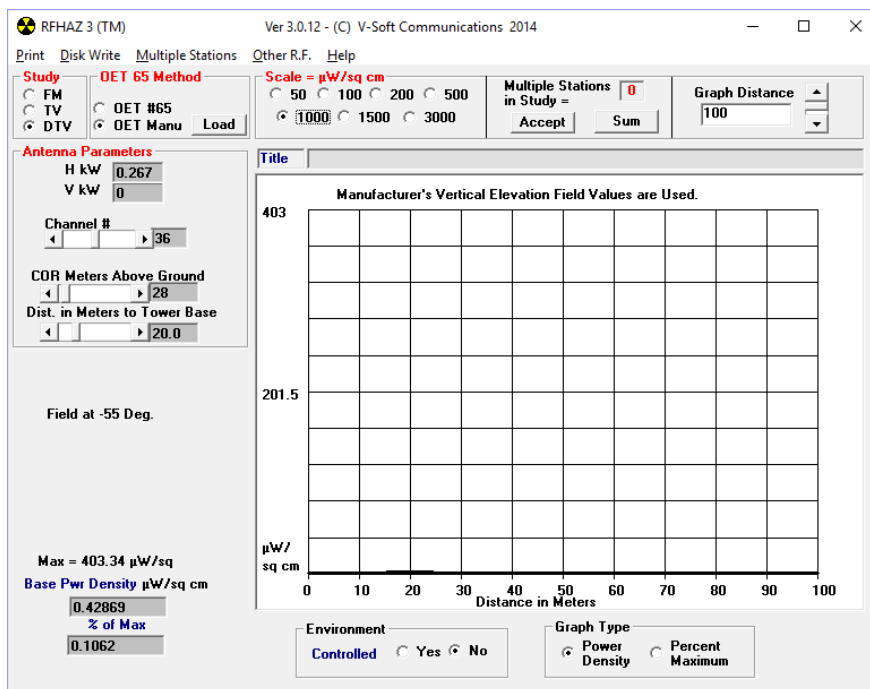 RFHAZ 3 (TM) Ver 3.0.12 - (C) V-Soft Communications 2014
Print Disk Write Multiple Stations Other R.F. Help
Study
FM
TV
DTV
OET 65 Method
OET #65
OET Manu Load
Scale = µW/sq cm
50 100 200 500
1000 1500 3000
Multiple Stations 0
in Study =
Accept Sum
Graph Distance
100
Antenna Parameters
H kW 0.267
V kW 0
Channel #
36
COR Meters Above Ground
28
Dist. in Meters to Tower Base
20.0
Field at -55 Deg.
Max = 403.34 µW/sq
Base Pwr Density µW/sq cm
0.42869
% of Max
0.1062
Title
Manufacturer's Vertical Elevation Field Values are Used.
403
201.5
µW/
sq cm
0 10 20 30 40 50 60 70 80 90 100
Distance in Meters
Environment
Controlled Yes No
Graph Type
Power
Density
Percent
Maximum